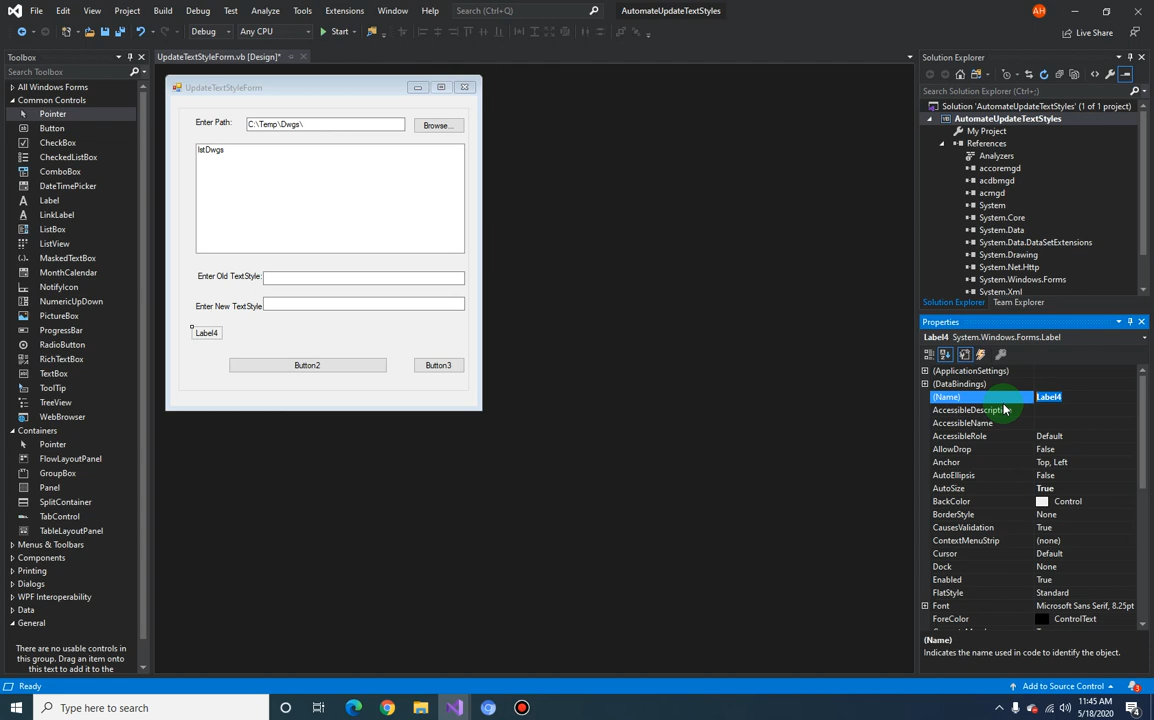 File Edit View Project Build Debug Test Analyze Tools Extensions Window Help Search (Ctrl+Q) AutomateUpdateTextStyles AH
Debug Any CPU Start Live Share
Toolbox
Search Toolbox
All Windows Forms
Common Controls
Pointer
Button
CheckBox
CheckedListBox
ComboBox
DateTimePicker
Label
LinkLabel
ListBox
ListView
MaskedTextBox
MonthCalendar
NotifyIcon
NumericUpDown
PictureBox
ProgressBar
RadioButton
RichTextBox
TextBox
ToolTip
TreeView
WebBrowser
Containers
Pointer
FlowLayoutPanel
GroupBox
Panel
SplitContainer
TabControl
TableLayoutPanel
Menus & Toolbars
Components
Printing
Dialogs
WPF Interoperability
Data
General
There are no usable controls in
this group. Drag an item onto
this text to add it to the
UpdateTextStyleForm.vb [Design]*
UpdateTextStyleForm
Enter Path: C:\Temp\Dwgs\ Browse...
lstDwgs
Enter Old TextStyle:
Enter New TextStyle
Label4
Button2 Button3
Solution Explorer
Search Solution Explorer (Ctrl+;)
Solution 'AutomateUpdateTextStyles' (1 of 1 project)
VB AutomateUpdateTextStyles
My Project
References
Analyzers
accoremgd
acdbmgd
acmgd
System
System.Core
System.Data
System.Data.DataSetExtensions
System.Drawing
System.Net.Http
System.Windows.Forms
System.Xml
Solution Explorer Team Explorer
Properties
Label4 System.Windows.Forms.Label
(ApplicationSettings)
(DataBindings)
(Name) Label4
AccessibleDescription
AccessibleName
AccessibleRole Default
AllowDrop False
Anchor Top, Left
AutoEllipsis False
AutoSize True
BackColor Control
BorderStyle None
CausesValidation True
ContextMenuStrip (none)
Cursor Default
Dock None
Enabled True
FlatStyle Standard
Font Microsoft Sans Serif, 8.25pt
ForeColor ControlText
(Name)
Indicates the name used in code to identify the object.
Ready Add to Source Control 3
Type here to search
11:45 AM
5/18/2020
4